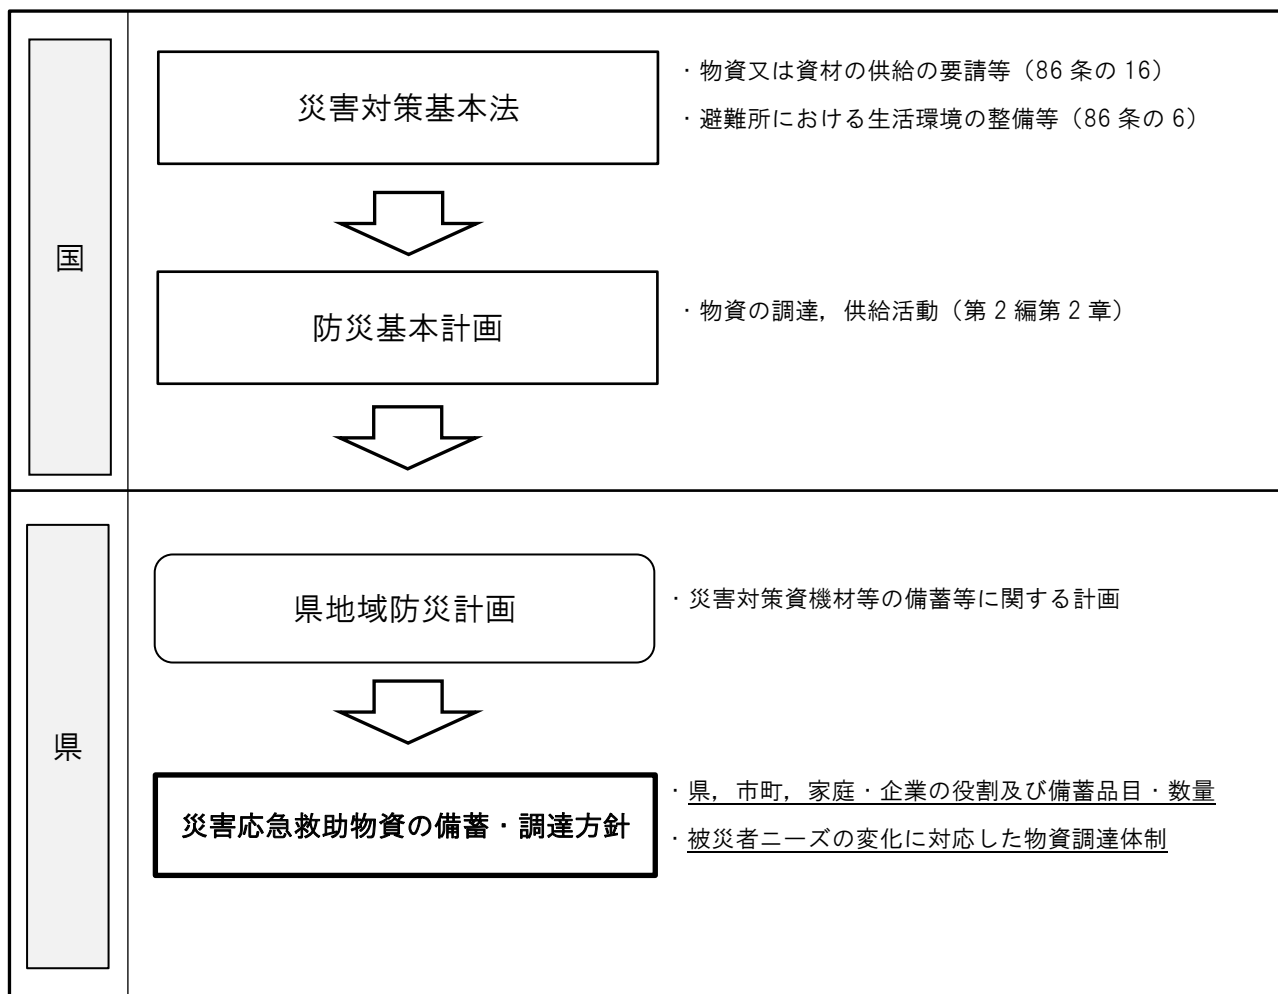 国
災害対策基本法
・物資又は資材の供給の要請等（86 条の 16）
・避難所における生活環境の整備等（86 条の 6）
防災基本計画
・物資の調達，供給活動（第 2 編第 2 章）
県
県地域防災計画
・災害対策資機材等の備蓄等に関する計画
災害応急救助物資の備蓄・調達方針
・県，市町，家庭・企業の役割及び備蓄品目・数量
・被災者ニーズの変化に対応した物資調達体制